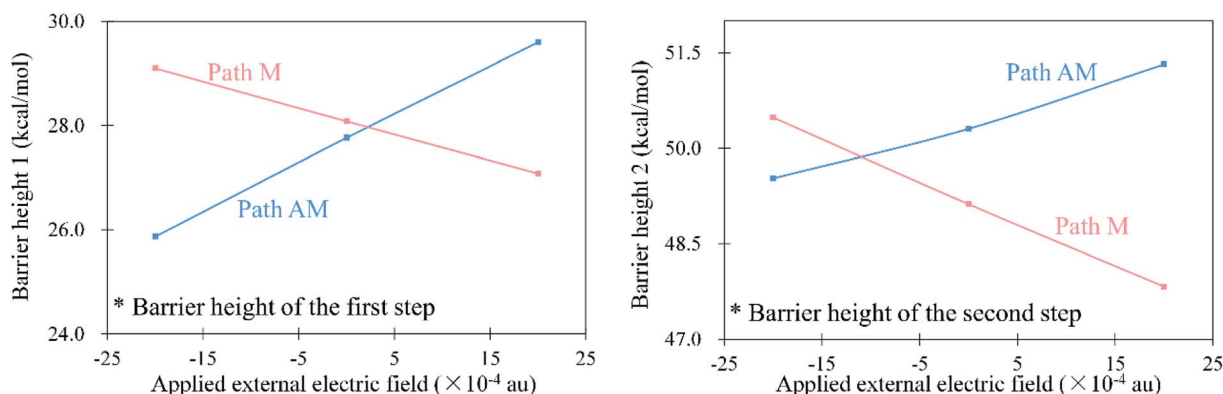 Barrier height 1 (kcal/mol)
30.0
28.0
26.0
24.0
Path M
Path AM
* Barrier height of the first step
-25 -15 -5 5 15 25
Applied external electric field (×10⁻⁴ au)
Barrier height 2 (kcal/mol)
51.5
50.0
48.5
47.0
Path AM
Path M
* Barrier height of the second step
-25 -15 -5 5 15 25
Applied external electric field (×10⁻⁴ au)